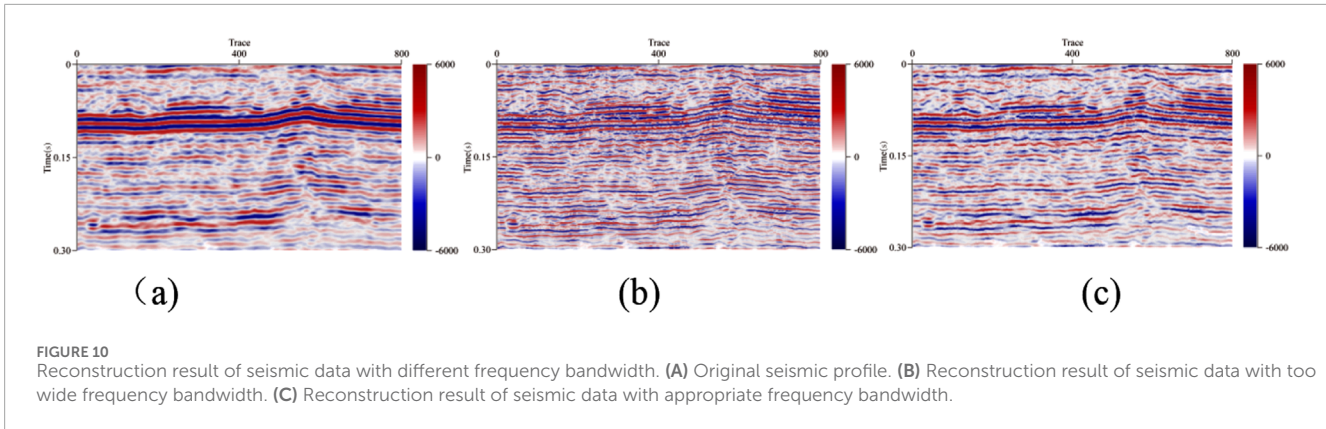 Trace
0 400 800
0
0.15
0.30
Time(s)
6000
0
-6000
(a)
Trace
0 400 800
0
0.15
0.30
Time(s)
6000
0
-6000
(b)
Trace
0 400 800
0
0.15
0.30
Time(s)
6000
0
-6000
(c)
FIGURE 10
Reconstruction result of seismic data with different frequency bandwidth. (A) Original seismic profile. (B) Reconstruction result of seismic data with too
wide frequency bandwidth. (C) Reconstruction result of seismic data with appropriate frequency bandwidth.